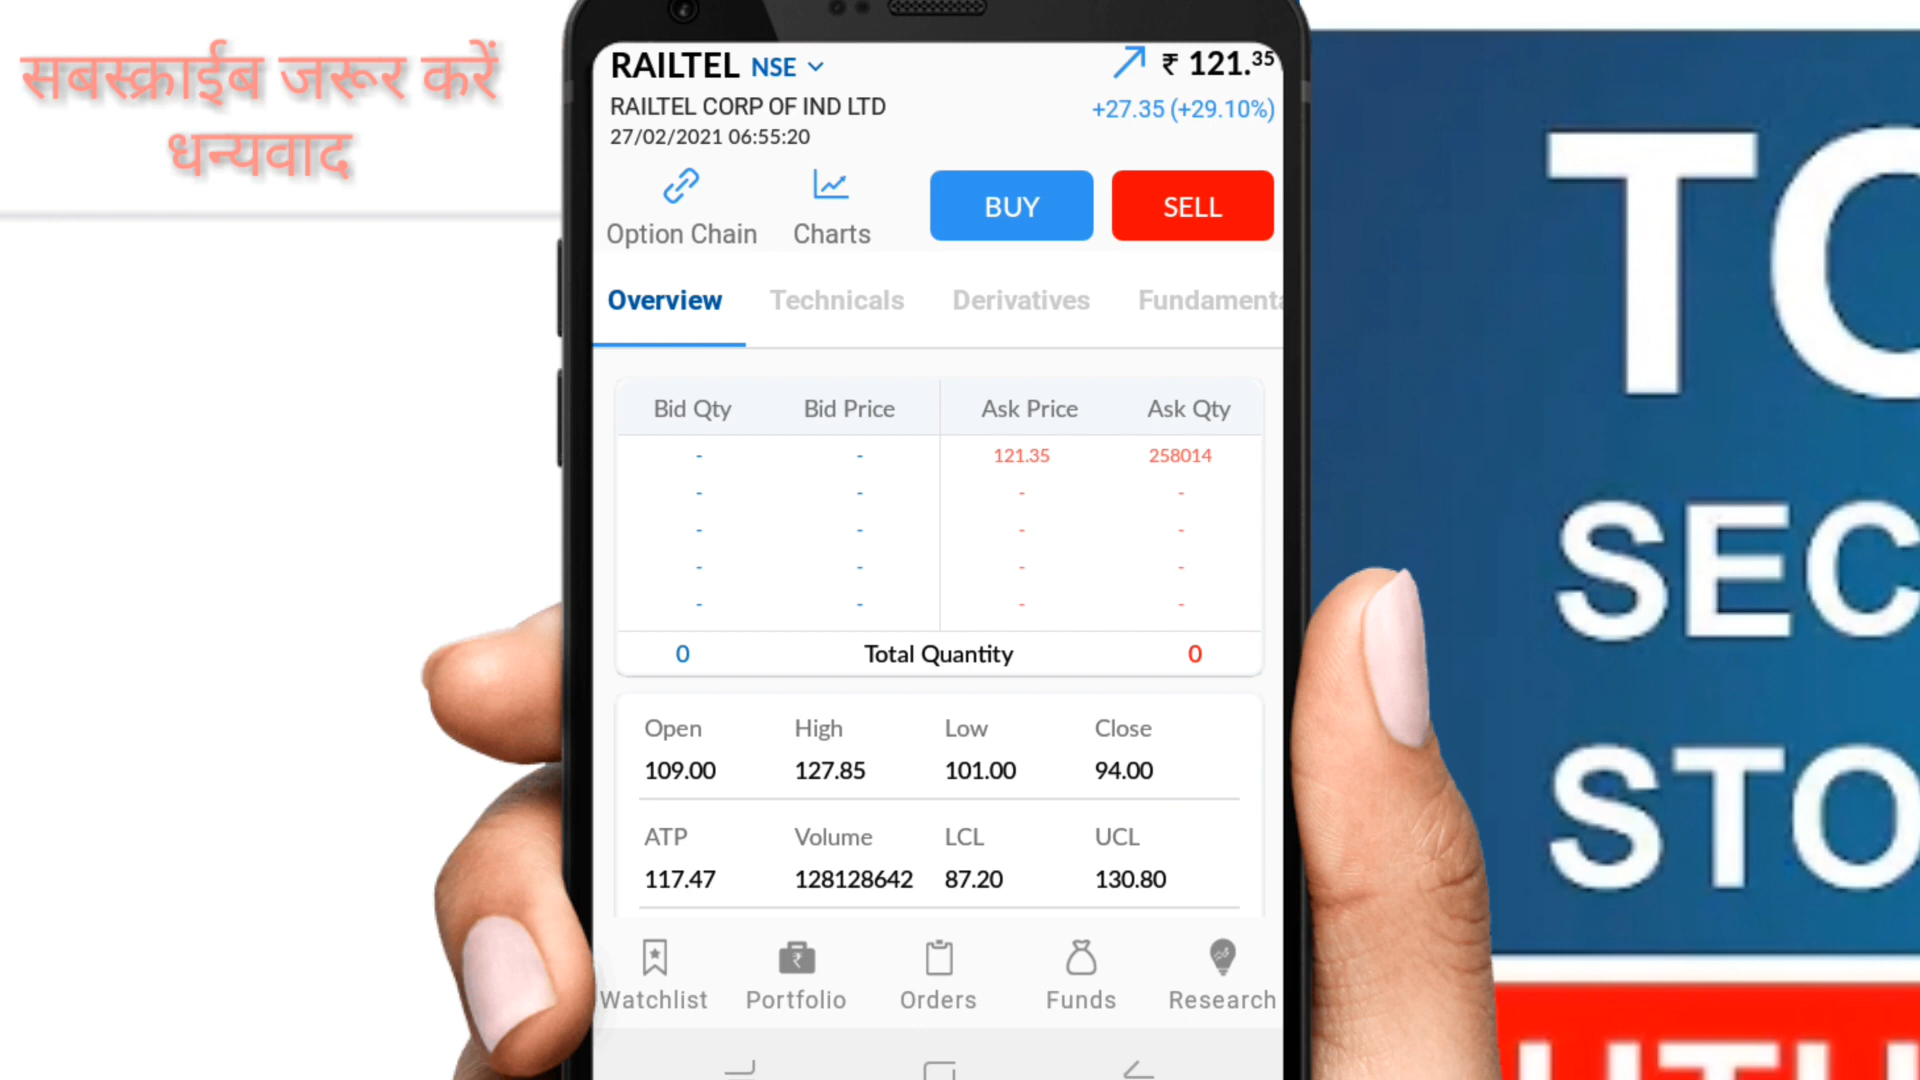 सबस्क्राईब जरूर करें
धन्यवाद
RAILTEL NSE ₹ 121.35
RAILTEL CORP OF IND LTD +27.35 (+29.10%)
27/02/2021 06:55:20
Option Chain Charts BUY SELL
Overview Technicals Derivatives Fundamenta
Bid Qty Bid Price Ask Price Ask Qty
- - 121.35 258014
- - - -
- - - -
- - - -
- - - -
0 Total Quantity 0
Open High Low Close
109.00 127.85 101.00 94.00
ATP Volume LCL UCL
117.47 128128642 87.20 130.80
Watchlist Portfolio Orders Funds Research
TO
SEC
STO